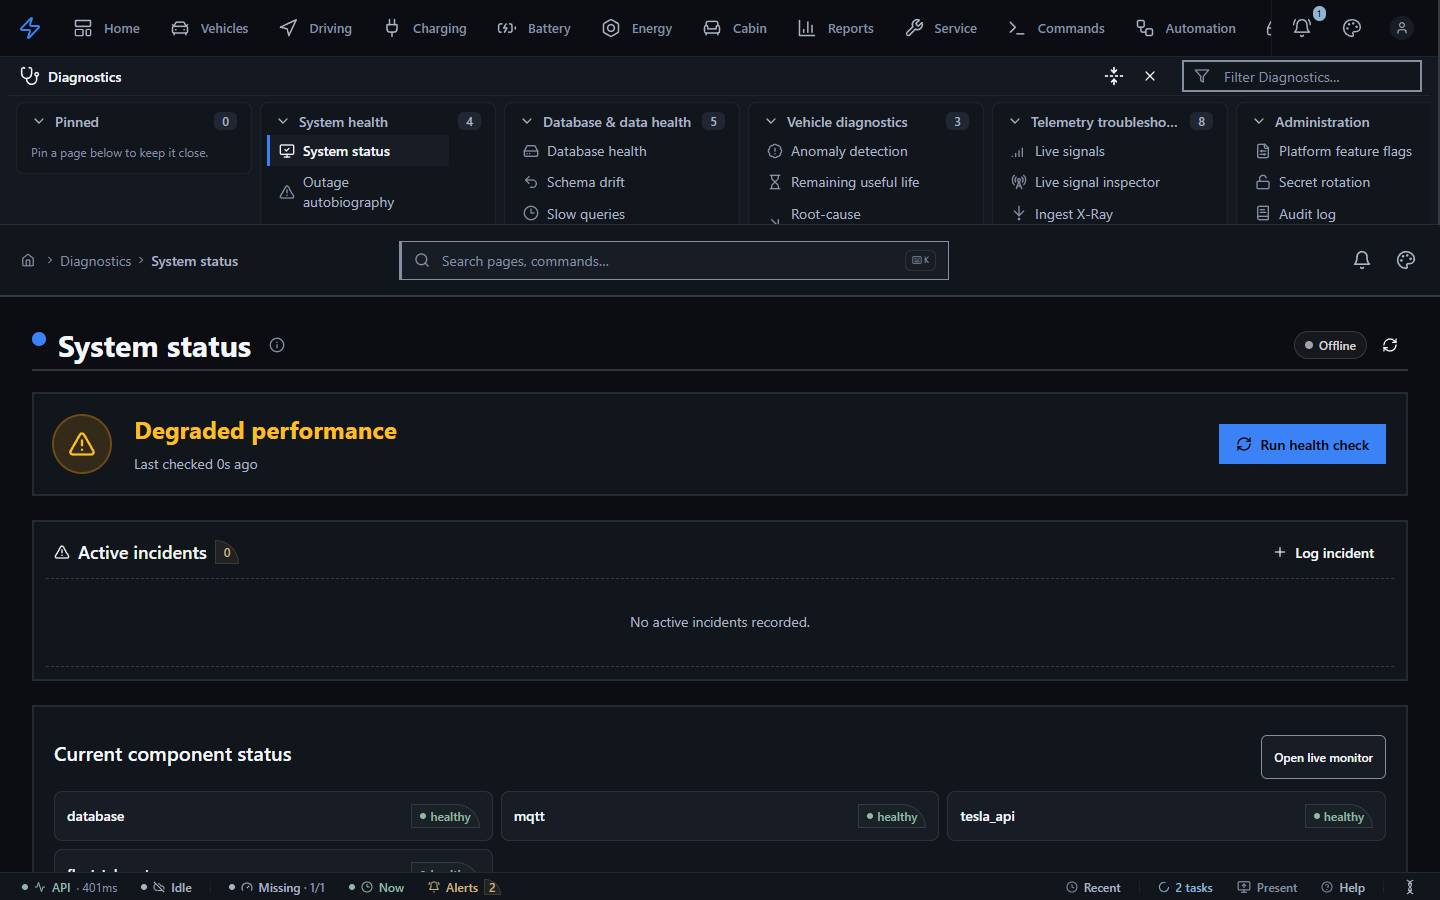 Home Vehicles Driving Charging Battery Energy Cabin Reports Service Commands Automation 1
Diagnostics Filter Diagnostics...
Pinned 0
Pin a page below to keep it close.
System health 4
System status
Outage
autobiography
Database & data health 5
Database health
Schema drift
Slow queries
Vehicle diagnostics 3
Anomaly detection
Remaining useful life
Root-cause
Telemetry troublesho... 8
Live signals
Live signal inspector
Ingest X-Ray
Administration
Platform feature flags
Secret rotation
Audit log
Diagnostics System status
Search pages, commands... K
System status Offline
Degraded performance
Last checked 0s ago
Run health check
Active incidents 0 Log incident
No active incidents recorded.
Current component status Open live monitor
database healthy mqtt healthy tesla_api healthy
API · 401ms Idle Missing · 1/1 Now Alerts 2 Recent 2 tasks Present Help